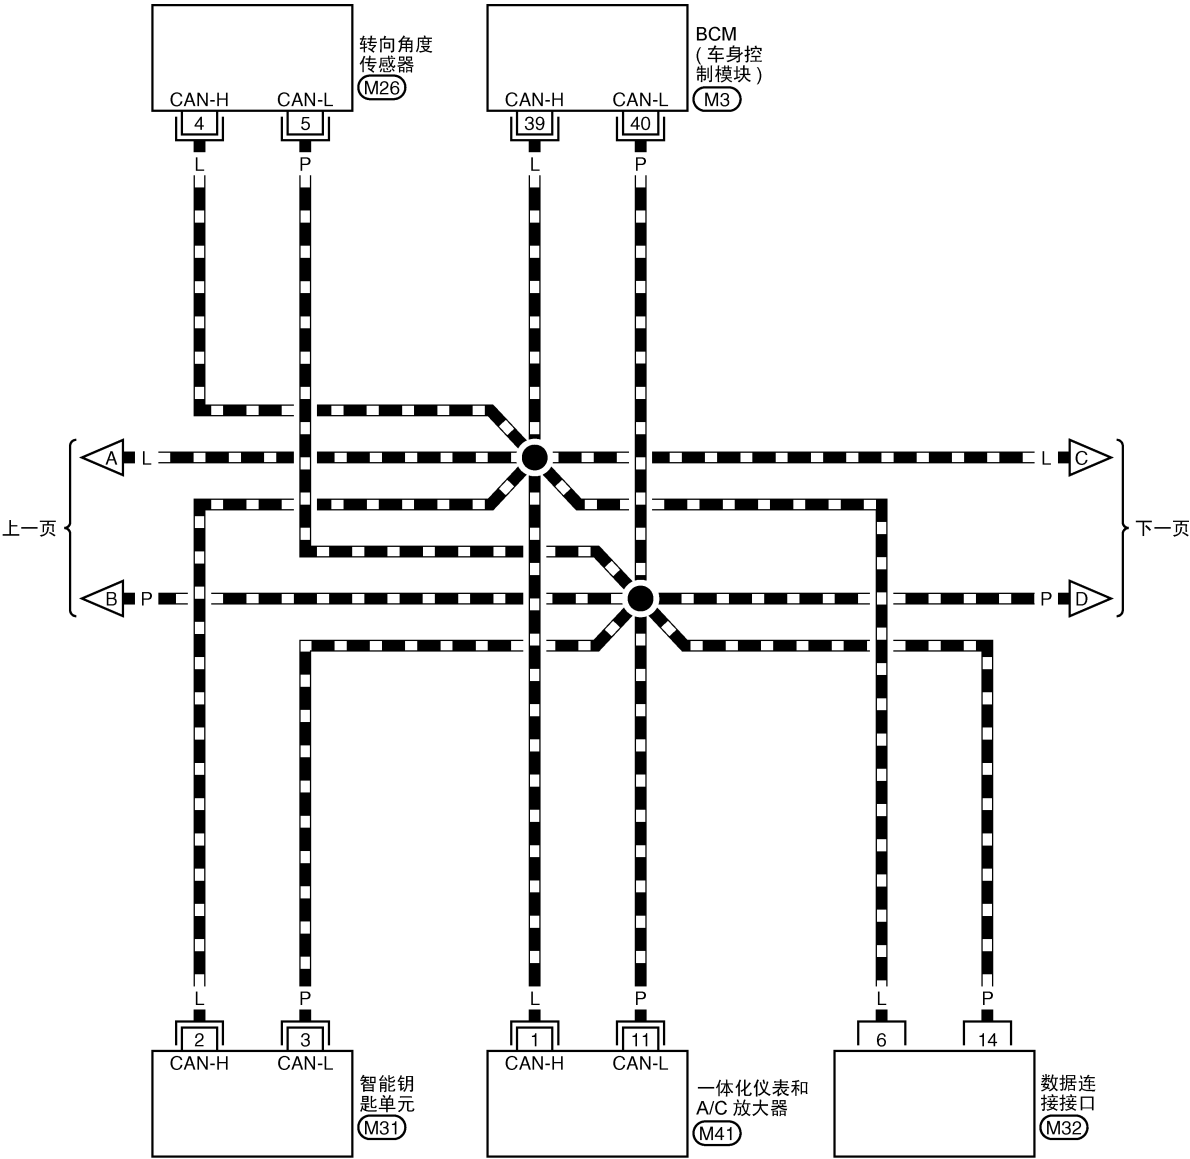 转向角度
传感器
M26
BCM
(车身控
制模块)
M3
CAN-H CAN-L
CAN-H CAN-L
4 5
39 40
L P
L P
A L
L C
上一页
下一页
B P
P D
L P
L P
L P
2 3
1 11
6 14
CAN-H CAN-L
CAN-H CAN-L
智能钥
匙单元
M31
一体化仪表和
A/C 放大器
M41
数据连
接接口
M32